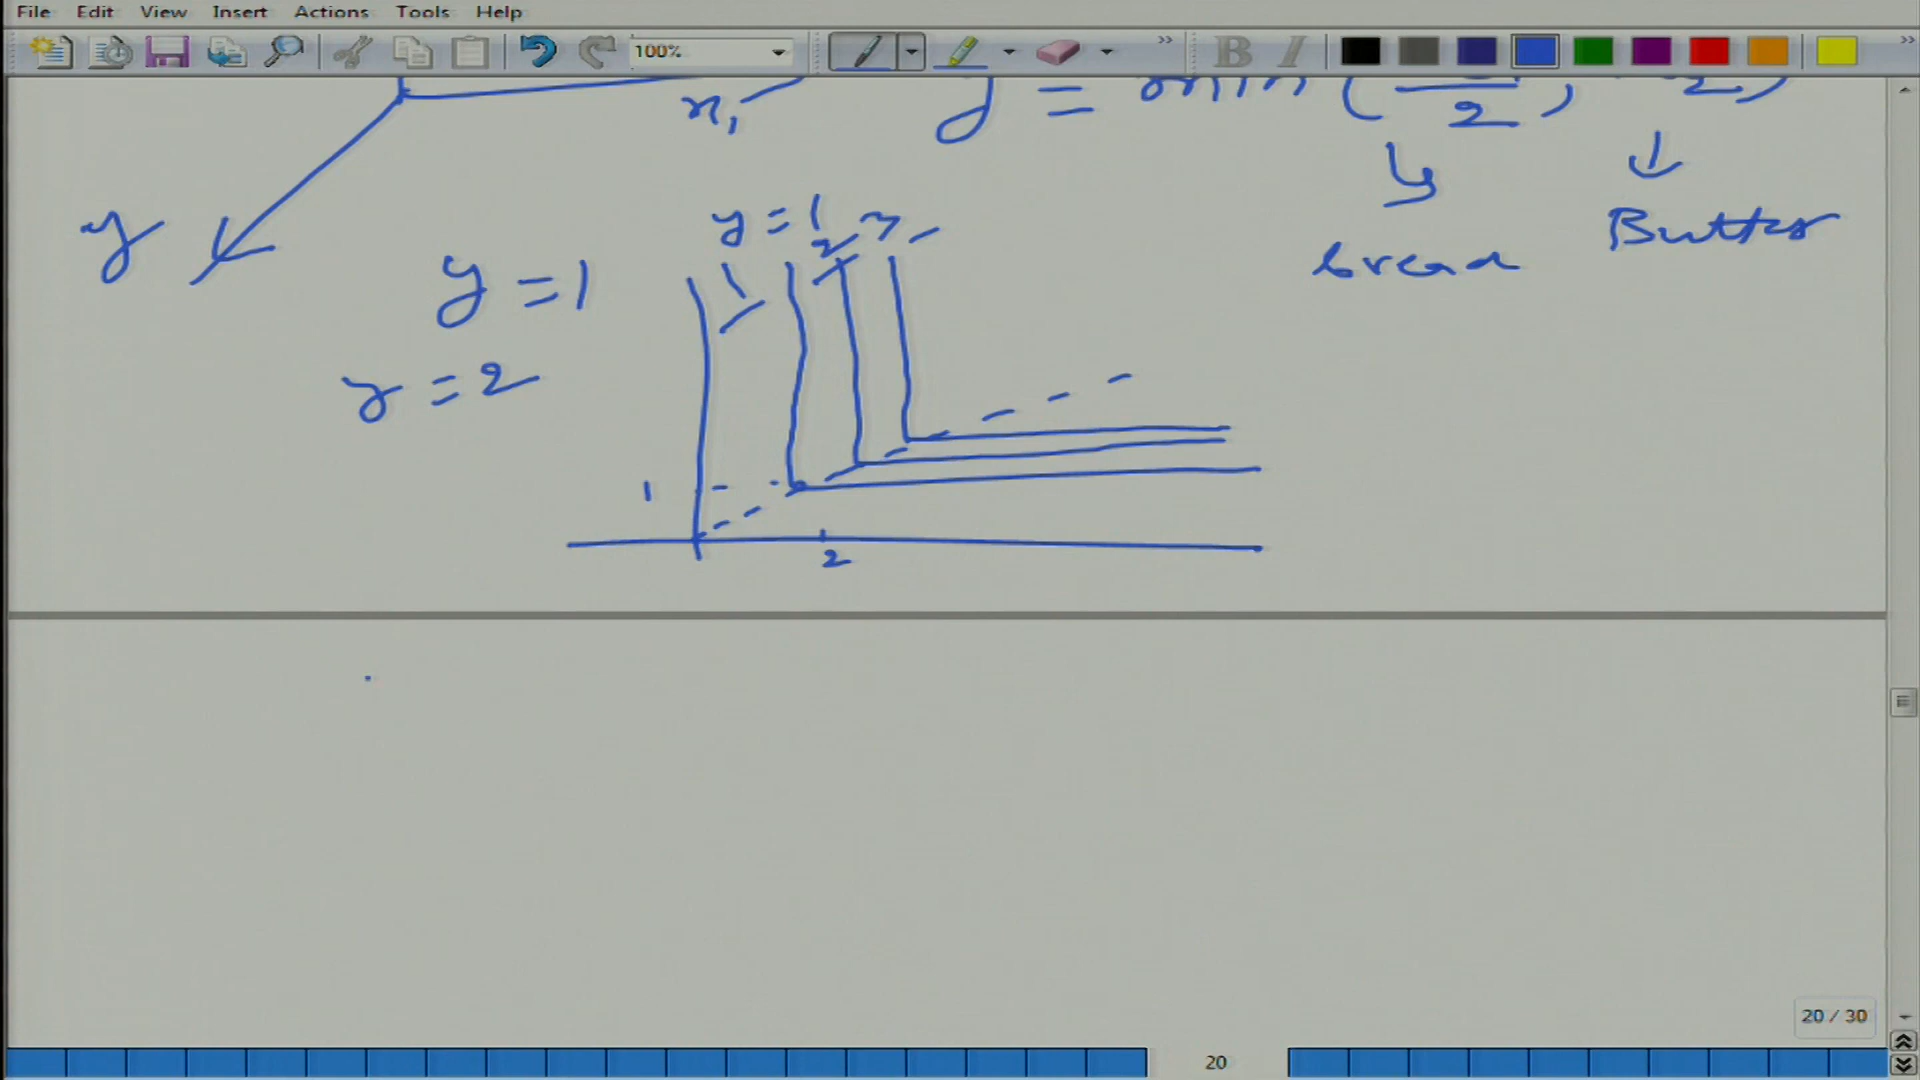 File Edit View Insert Actions Tools Help
100%
B I
x₁
y = min ( 2 , 2 )
y
y = 1
2 3
y = 1
bread
Butter
y = 2
1
2
20 / 30
20